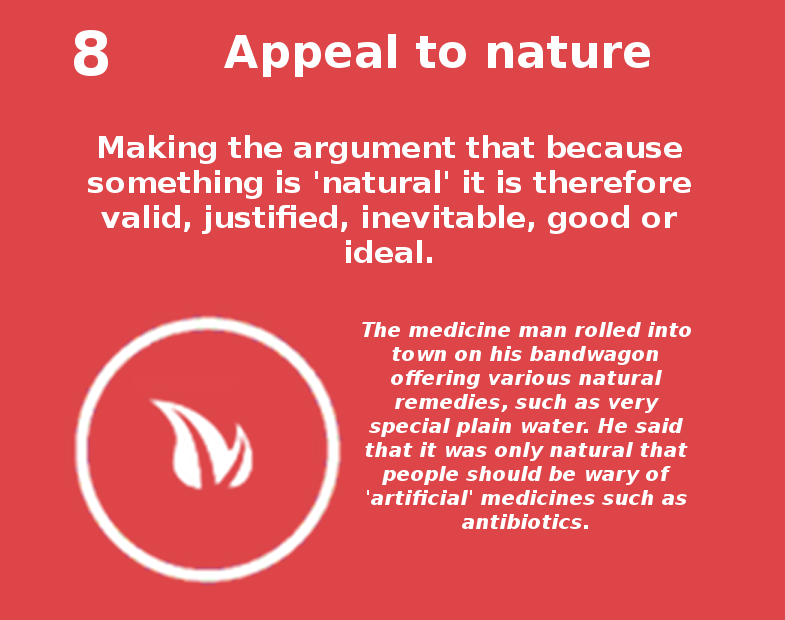 8 Appeal to nature
Making the argument that because
something is 'natural' it is therefore
valid, justified, inevitable, good or
ideal.
The medicine man rolled into
town on his bandwagon
offering various natural
remedies, such as very
special plain water. He said
that it was only natural that
people should be wary of
'artificial' medicines such as
antibiotics.